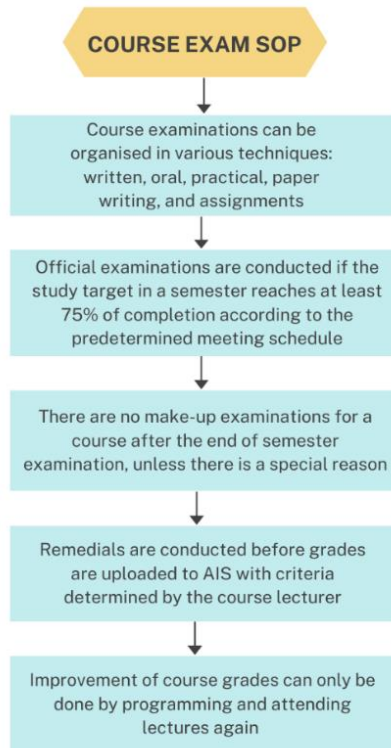 COURSE EXAM SOP
Course examinations can be
organised in various techniques:
written, oral, practical, paper
writing, and assignments
Official examinations are conducted if the
study target in a semester reaches at least
75% of completion according to the
predetermined meeting schedule
There are no make-up examinations for a
course after the end of semester
examination, unless there is a special reason
Remedials are conducted before grades
are uploaded to AIS with criteria
determined by the course lecturer
Improvement of course grades can only be
done by programming and attending
lectures again